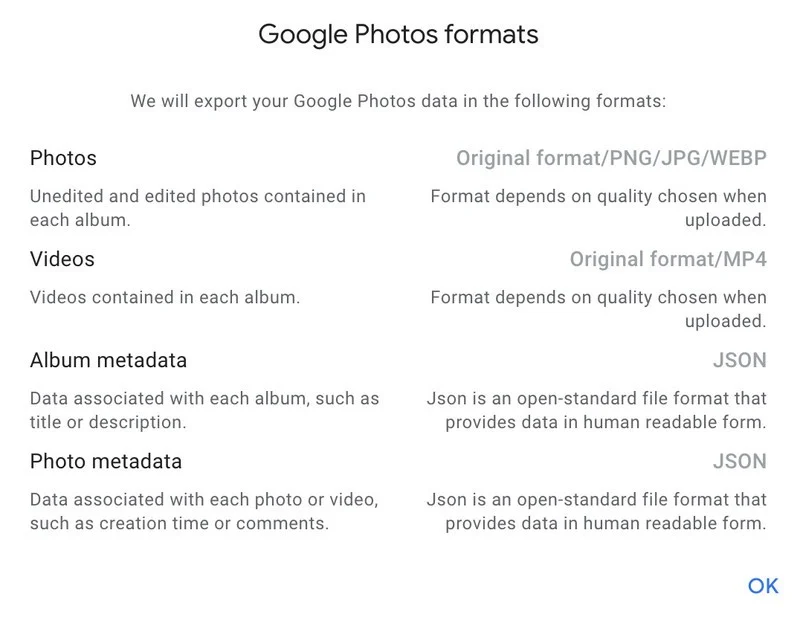 Google Photos formats
We will export your Google Photos data in the following formats:
Photos
Original format/PNG/JPG/WEBP
Unedited and edited photos contained in
each album.
Format depends on quality chosen when
uploaded.
Videos
Original format/MP4
Videos contained in each album.
Format depends on quality chosen when
uploaded.
Album metadata
JSON
Data associated with each album, such as
title or description.
Json is an open-standard file format that
provides data in human readable form.
Photo metadata
JSON
Data associated with each photo or video,
such as creation time or comments.
Json is an open-standard file format that
provides data in human readable form.
OK